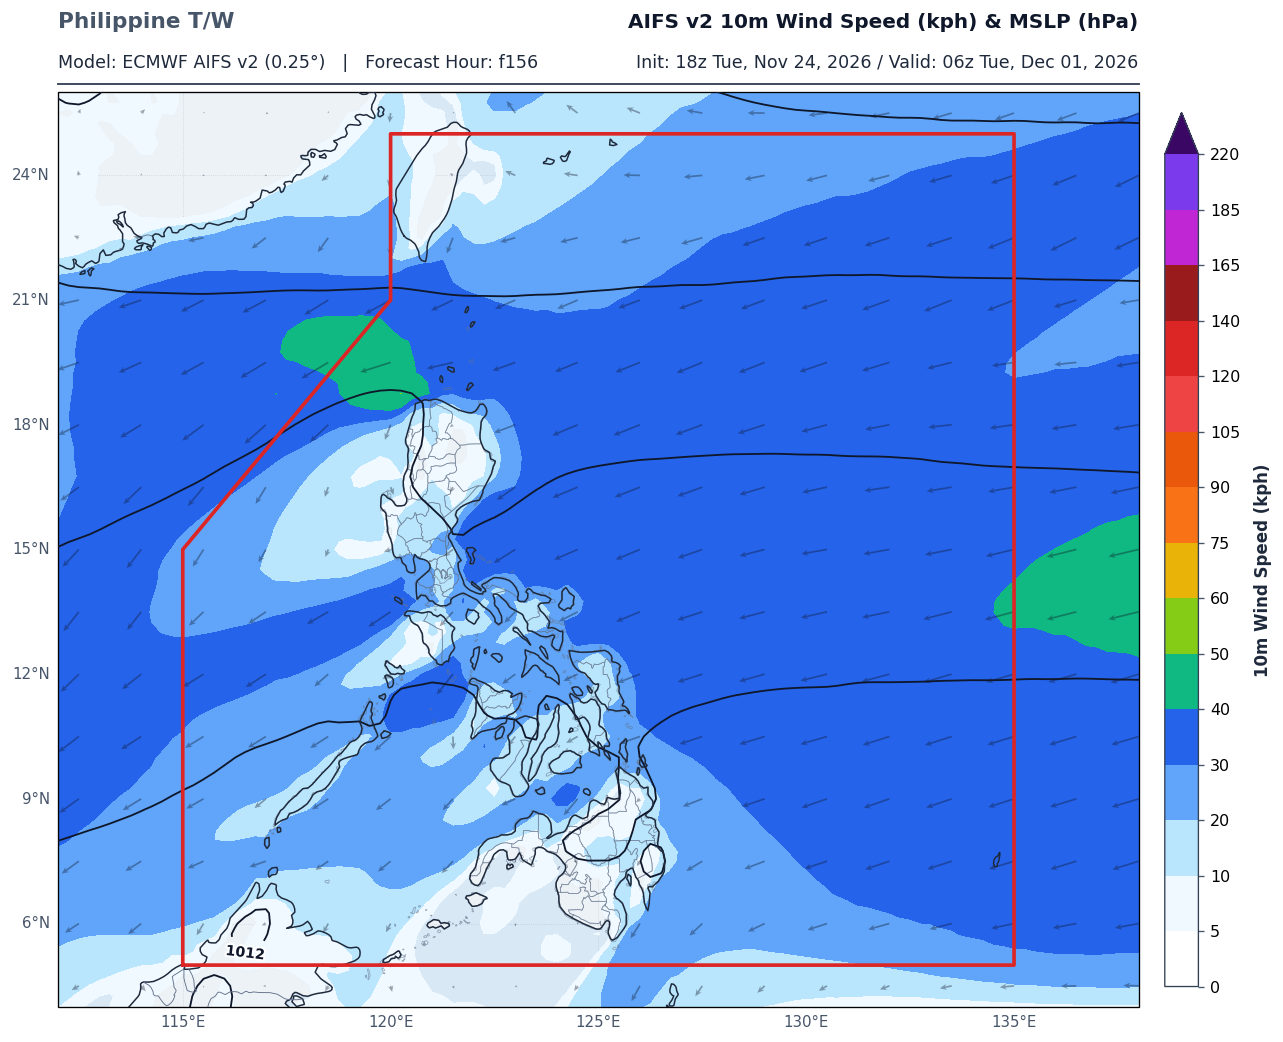 Philippine T/W
AIFS v2 10m Wind Speed (kph) & MSLP (hPa)
Model: ECMWF AIFS v2 (0.25°) | Forecast Hour: f156
Init: 18z Tue, Nov 24, 2026 / Valid: 06z Tue, Dec 01, 2026
24°N
21°N
18°N
15°N
12°N
9°N
6°N
1012
115°E
120°E
125°E
130°E
135°E
220
185
165
140
120
105
90
75
60
50
40
30
20
10
5
0
10m Wind Speed (kph)